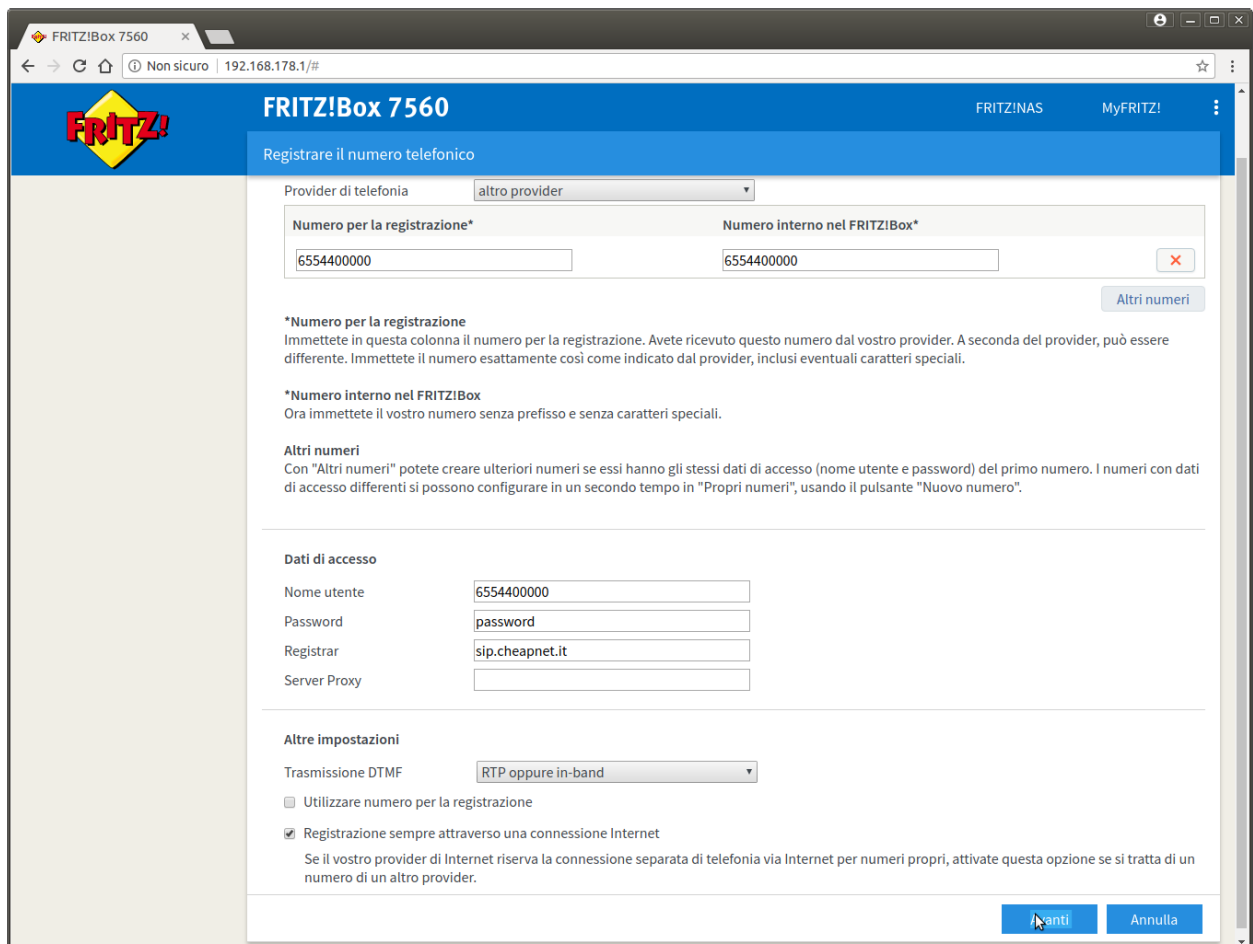 FRITZ!Box 7560
Non sicuro | 192.168.178.1/#
FRITZ!
FRITZ!Box 7560
FRITZ!NAS
MyFRITZ!
Registrare il numero telefonico
Provider di telefonia altro provider
Numero per la registrazione* Numero interno nel FRITZ!Box*
6554400000 6554400000
Altri numeri
*Numero per la registrazione
Immettete in questa colonna il numero per la registrazione. Avete ricevuto questo numero dal vostro provider. A seconda del provider, può essere
differente. Immettete il numero esattamente così come indicato dal provider, inclusi eventuali caratteri speciali.
*Numero interno nel FRITZ!Box
Ora immettete il vostro numero senza prefisso e senza caratteri speciali.
Altri numeri
Con "Altri numeri" potete creare ulteriori numeri se essi hanno gli stessi dati di accesso (nome utente e password) del primo numero. I numeri con dati
di accesso differenti si possono configurare in un secondo tempo in "Propri numeri", usando il pulsante "Nuovo numero".
Dati di accesso
Nome utente 6554400000
Password password
Registrar sip.cheapnet.it
Server Proxy
Altre impostazioni
Trasmissione DTMF RTP oppure in-band
Utilizzare numero per la registrazione
Registrazione sempre attraverso una connessione Internet
Se il vostro provider di Internet riserva la connessione separata di telefonia via Internet per numeri propri, attivate questa opzione se si tratta di un
numero di un altro provider.
Avanti Annulla